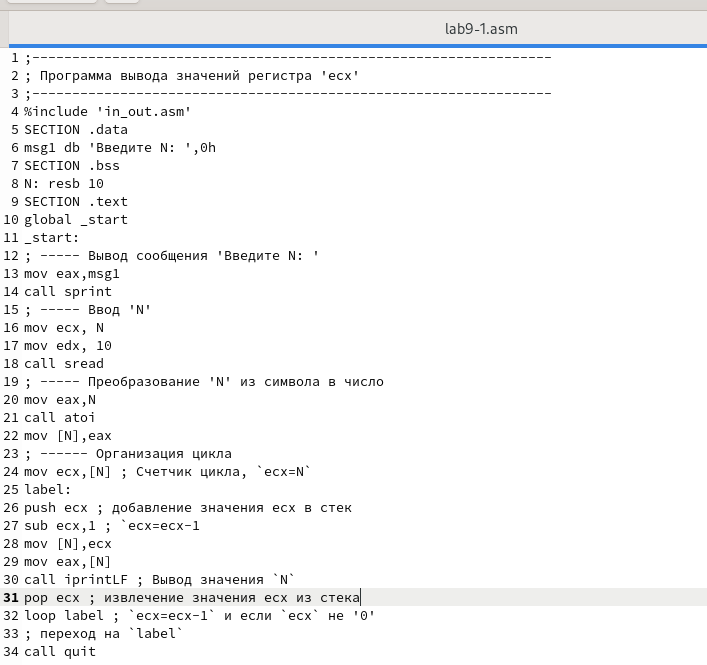 lab9-1.asm
1 ;-----------------------------------------------------------------
2 ; Программа вывода значений регистра 'ecx'
3 ;-----------------------------------------------------------------
4 %include 'in_out.asm'
5 SECTION .data
6 msg1 db 'Введите N: ',0h
7 SECTION .bss
8 N: resb 10
9 SECTION .text
10 global _start
11 _start:
12 ; ----- Вывод сообщения 'Введите N: '
13 mov eax,msg1
14 call sprint
15 ; ----- Ввод 'N'
16 mov ecx, N
17 mov edx, 10
18 call sread
19 ; ----- Преобразование 'N' из символа в число
20 mov eax,N
21 call atoi
22 mov [N],eax
23 ; ------ Организация цикла
24 mov ecx,[N] ; Счетчик цикла, `ecx=N`
25 label:
26 push ecx ; добавление значения ecx в стек
27 sub ecx,1 ; `ecx=ecx-1
28 mov [N],ecx
29 mov eax,[N]
30 call iprintLF ; Вывод значения `N`
31 pop ecx ; извлечение значения ecx из стека
32 loop label ; `ecx=ecx-1` и если `ecx` не '0'
33 ; переход на `label`
34 call quit